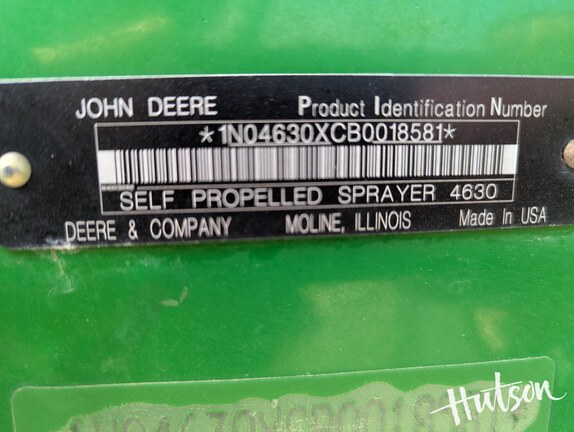 JOHN DEERE Product Identification Number
*1N04630XCB0018581*
SELF PROPELLED SPRAYER 4630
DEERE & COMPANY MOLINE, ILLINOIS Made In USA
Hutson